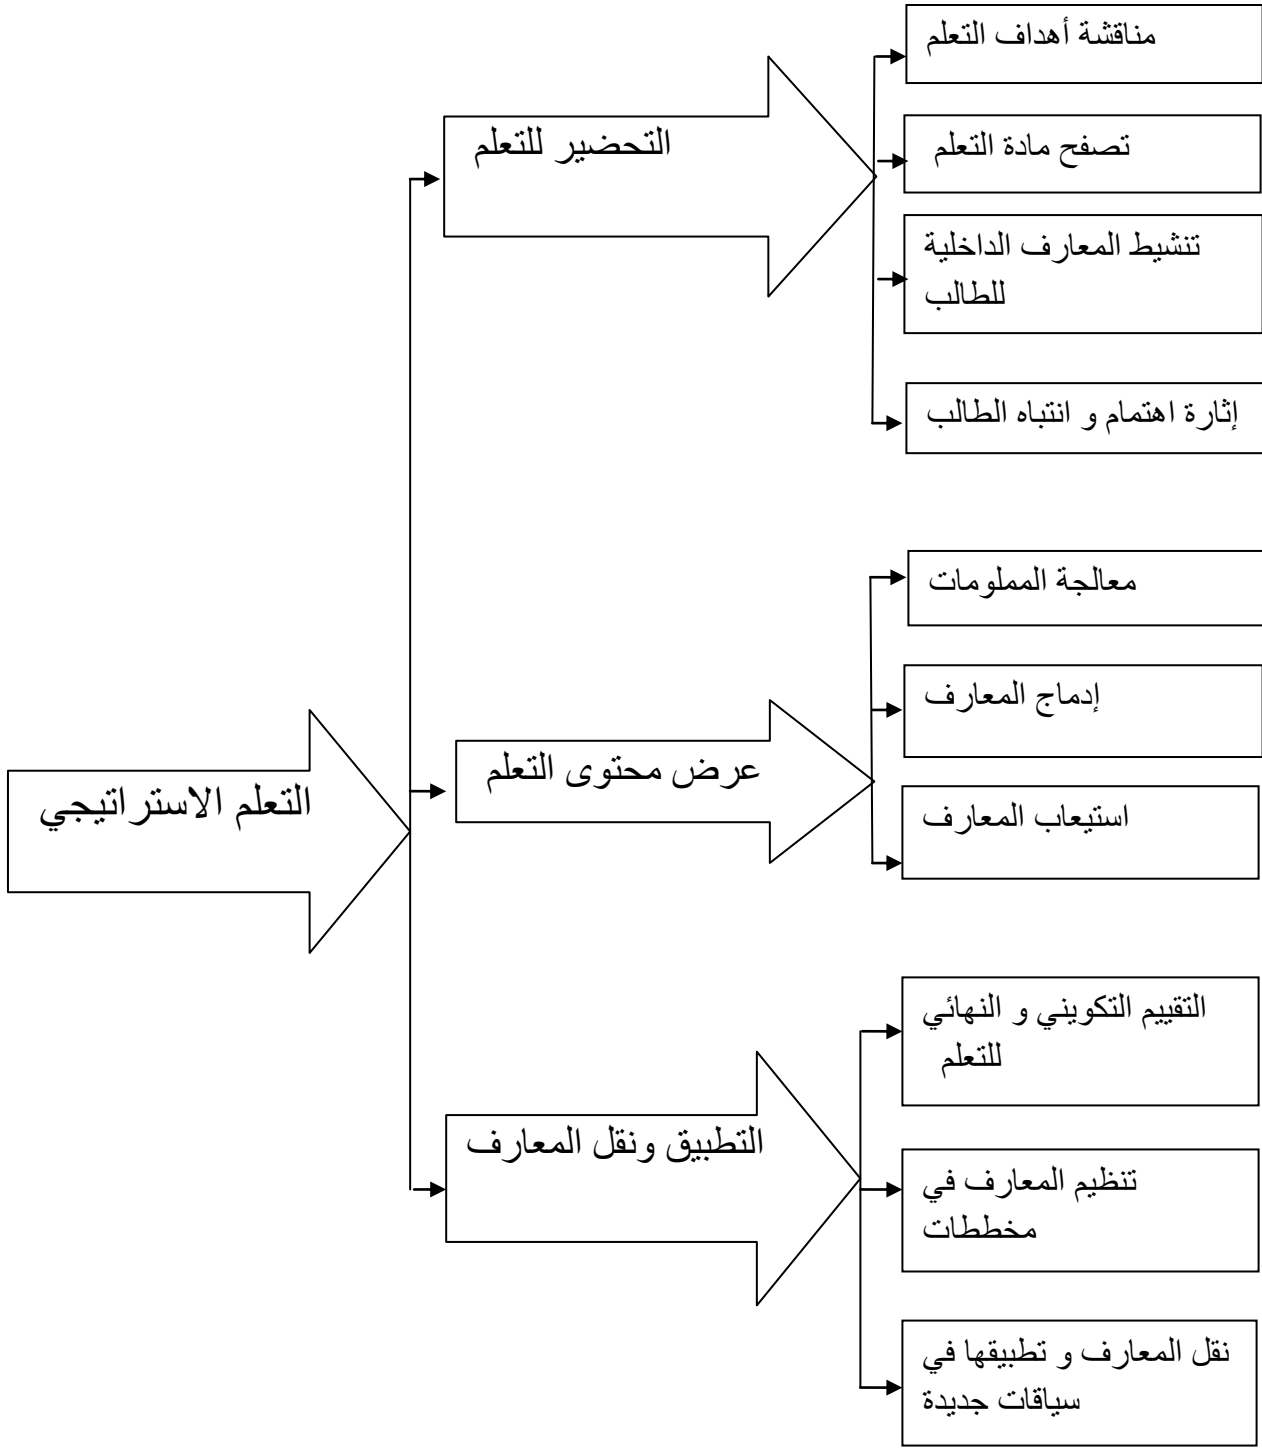 التعلم الاستراتيجي
التحضير للتعلم
مناقشة أهداف التعلم
تصفح مادة التعلم
تنشيط المعارف الداخلية
للطالب
إثارة اهتمام و انتباه الطالب
عرض محتوى التعلم
معالجة المملومات
إدماج المعارف
استيعاب المعارف
التطبيق ونقل المعارف
التقييم التكويني و النهائي
للتعلم
تنظيم المعارف في
مخططات
نقل المعارف و تطبيقها في
سياقات جديدة